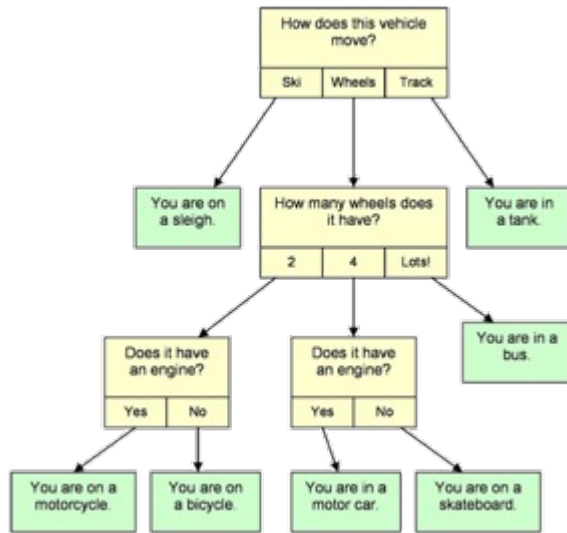 How does this vehicle
move?
Ski Wheels Track
You are on
a sleigh.
How many wheels does
it have?
You are in
a tank.
2 4 Lots!
You are in a
bus.
Does it have
an engine?
Yes No
Does it have
an engine?
Yes No
You are on a
motorcycle.
You are on
a bicycle.
You are in a
motor car.
You are on a
skateboard.